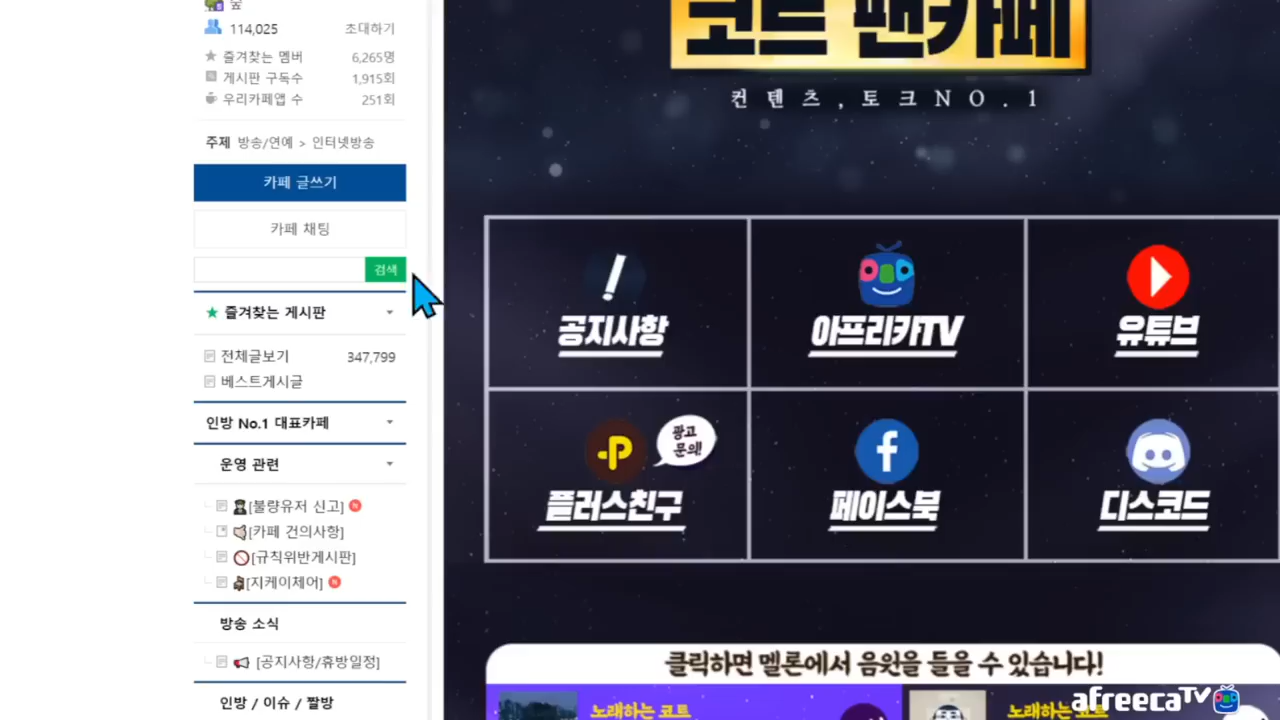 숲
114,025 초대하기
즐겨찾는 멤버 6,265명
게시판 구독수 1,915회
우리카페앱 수 251회
주제 방송/연예 > 인터넷방송
카페 글쓰기
카페 채팅
검색
즐겨찾는 게시판
전체글보기 347,799
베스트게시글
인방 No.1 대표카페
운영 관련
[불량유저 신고] N
[카페 건의사항]
[규칙위반게시판]
[지케이체어] N
방송 소식
[공지사항/휴방일정]
인방 / 이슈 / 짤방
코트 팬카페
컨텐츠,토크NO.1
공지사항
아프리카TV
유튜브
광고
문의!
플러스친구
페이스북
디스코드
클릭하면 멜론에서 음원을 들을 수 있습니다!
노래하는 코트
노래하는 코트
afreecaTV